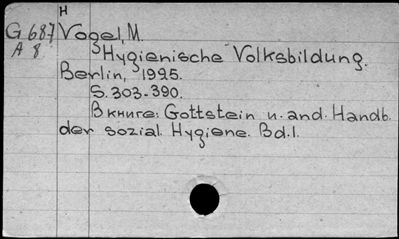 H
G 687 Vogel, M.
A 8. Hygienische Volksbildung.
Berlin, 1925.
S. 303-390.
В книге: Gottstein u. and. Handb.
der sozial. Hygiene. Bd. I.